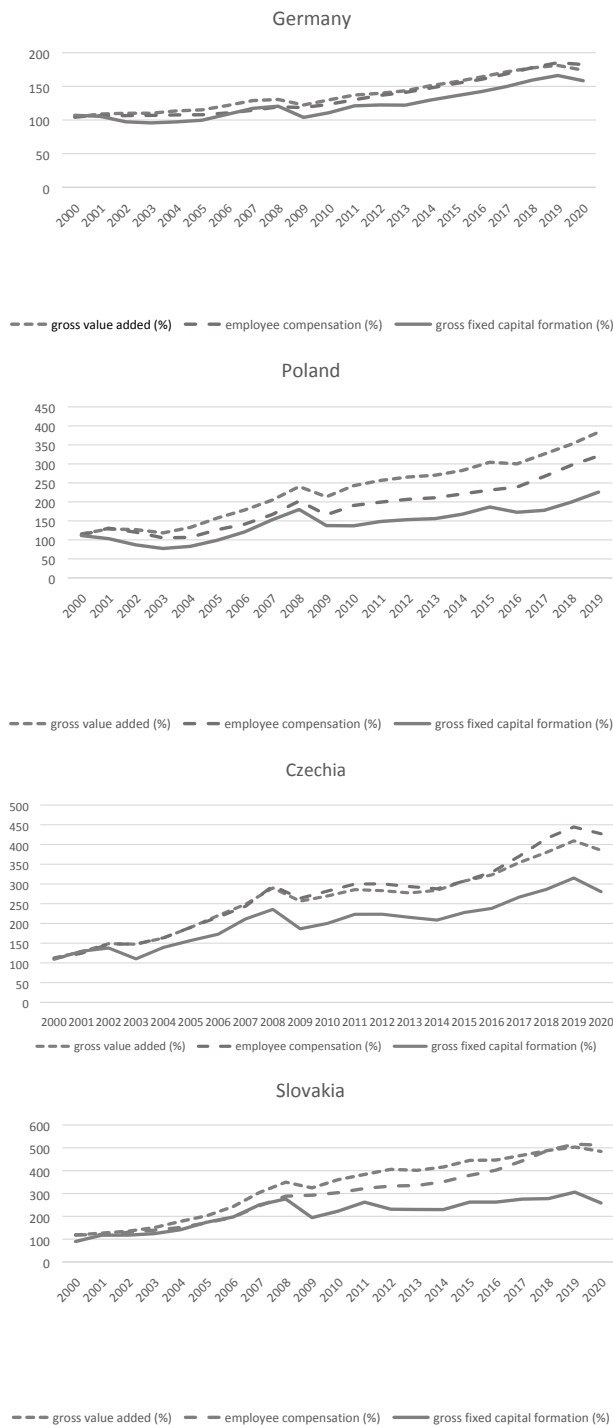 Germany
200
150
100
50
0
2000 2001 2002 2003 2004 2005 2006 2007 2008 2009 2010 2011 2012 2013 2014 2015 2016 2017 2018 2019 2020
gross value added (%) employee compensation (%) gross fixed capital formation (%)
Poland
450
400
350
300
250
200
150
100
50
0
2000 2001 2002 2003 2004 2005 2006 2007 2008 2009 2010 2011 2012 2013 2014 2015 2016 2017 2018 2019
gross value added (%) employee compensation (%) gross fixed capital formation (%)
Czechia
500
450
400
350
300
250
200
150
100
50
0
2000 2001 2002 2003 2004 2005 2006 2007 2008 2009 2010 2011 2012 2013 2014 2015 2016 2017 2018 2019 2020
gross value added (%) employee compensation (%) gross fixed capital formation (%)
Slovakia
600
500
400
300
200
100
0
2000 2001 2002 2003 2004 2005 2006 2007 2008 2009 2010 2011 2012 2013 2014 2015 2016 2017 2018 2019 2020
gross value added (%) employee compensation (%) gross fixed capital formation (%)